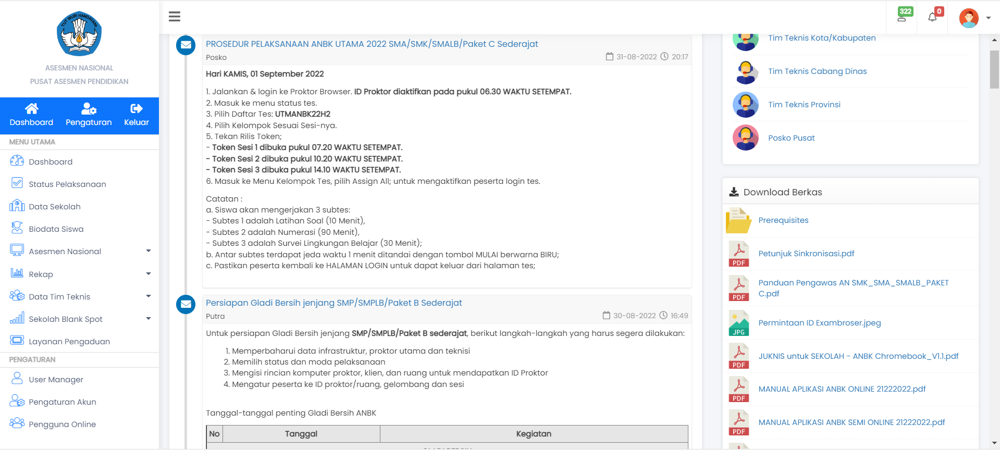 TUT WURI HANDAYANI
ASESMEN NASIONAL
PUSAT ASESMEN PENDIDIKAN
Dashboard
Pengaturan
Keluar
MENU UTAMA
Dashboard
Status Pelaksanaan
Data Sekolah
Biodata Siswa
Asesmen Nasional
Rekap
Data Tim Teknis
Sekolah Blank Spot
Layanan Pengaduan
PENGATURAN
User Manager
Pengaturan Akun
Pengguna Online
322
0
PROSEDUR PELAKSANAAN ANBK UTAMA 2022 SMA/SMK/SMALB/Paket C Sederajat
Posko
31-08-2022 20:17
Hari KAMIS, 01 September 2022
1. Jalankan & login ke Proktor Browser. ID Proktor diaktifkan pada pukul 06.30 WAKTU SETEMPAT.
2. Masuk ke menu status tes.
3. Pilih Daftar Tes: UTMANBK22H2
4. Pilih Kelompok Sesuai Sesi-nya.
5. Tekan Rilis Token;
- Token Sesi 1 dibuka pukul 07.20 WAKTU SETEMPAT.
- Token Sesi 2 dibuka pukul 10.20 WAKTU SETEMPAT.
- Token Sesi 3 dibuka pukul 14.10 WAKTU SETEMPAT.
6. Masuk ke Menu Kelompok Tes, pilih Assign All; untuk mengaktifkan peserta login tes.
Catatan :
a. Siswa akan mengerjakan 3 subtes:
- Subtes 1 adalah Latihan Soal (10 Menit),
- Subtes 2 adalah Numerasi (90 Menit),
- Subtes 3 adalah Survei Lingkungan Belajar (30 Menit);
b. Antar subtes terdapat jeda waktu 1 menit ditandai dengan tombol MULAI berwarna BIRU;
c. Pastikan peserta kembali ke HALAMAN LOGIN untuk dapat keluar dari halaman tes;
Persiapan Gladi Bersih jenjang SMP/SMPLB/Paket B Sederajat
Putra
30-08-2022 16:49
Untuk persiapan Gladi Bersih jenjang SMP/SMPLB/Paket B sederajat, berikut langkah-langkah yang harus segera dilakukan:
1. Memperbaharui data infrastruktur, proktor utama dan teknisi
2. Memilih status dan moda pelaksanaan
3. Mengisi rincian komputer proktor, klien, dan ruang untuk mendapatkan ID Proktor
4. Mengatur peserta ke ID proktor/ruang, gelombang dan sesi
Tanggal-tanggal penting Gladi Bersih ANBK
No Tanggal Kegiatan
Tim Teknis Kota/Kabupaten
Tim Teknis Cabang Dinas
Tim Teknis Provinsi
Posko Pusat
Download Berkas
Prerequisites
PDF Petunjuk Sinkronisasi.pdf
PDF Panduan Pengawas AN SMK_SMA_SMALB_PAKET
C.pdf
JPG Permintaan ID Exambroser.jpeg
PDF JUKNIS untuk SEKOLAH - ANBK Chromebook_V1.1.pdf
PDF MANUAL APLIKASI ANBK ONLINE 21222022.pdf
PDF MANUAL APLIKASI ANBK SEMI ONLINE 21222022.pdf